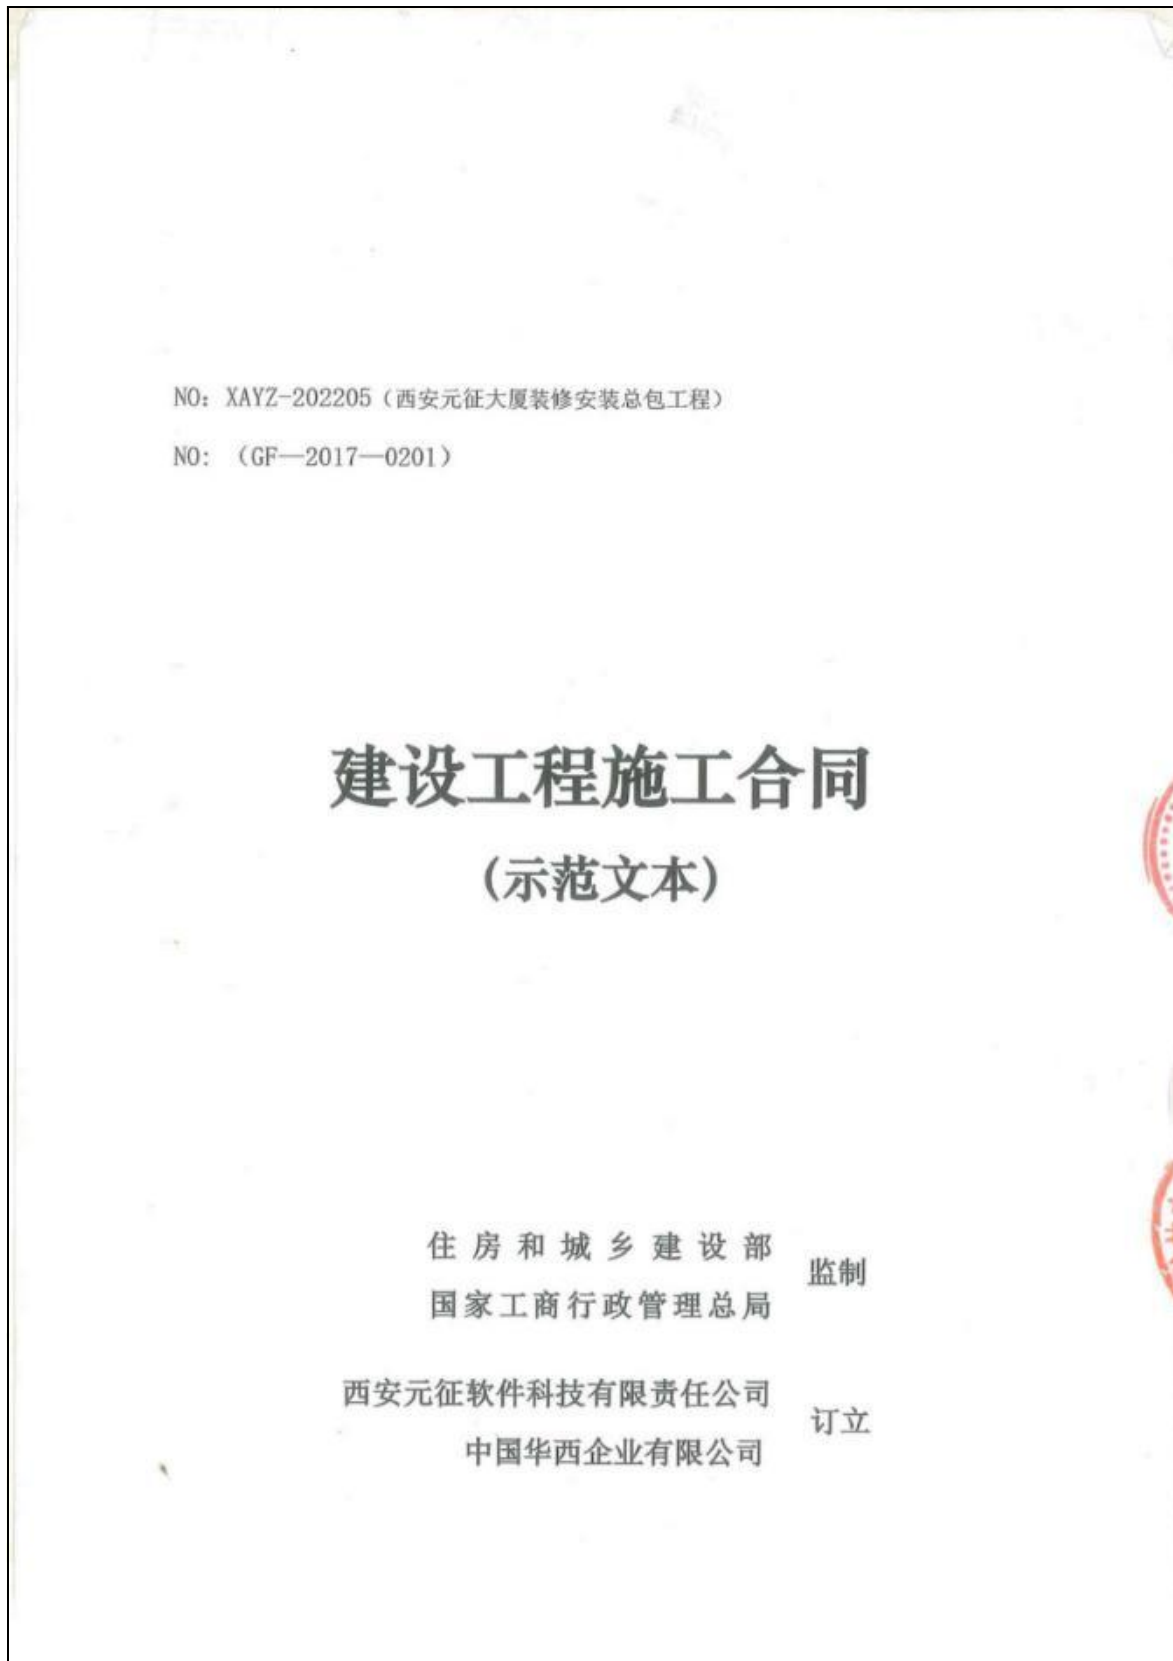 NO：XAYZ-202205（西安元征大厦装修安装总包工程）
NO：（GF—2017—0201）
建设工程施工合同
(示范文本)
住房和城乡建设部
国家工商行政管理总局
监制
西安元征软件科技有限责任公司
中国华西企业有限公司
订立